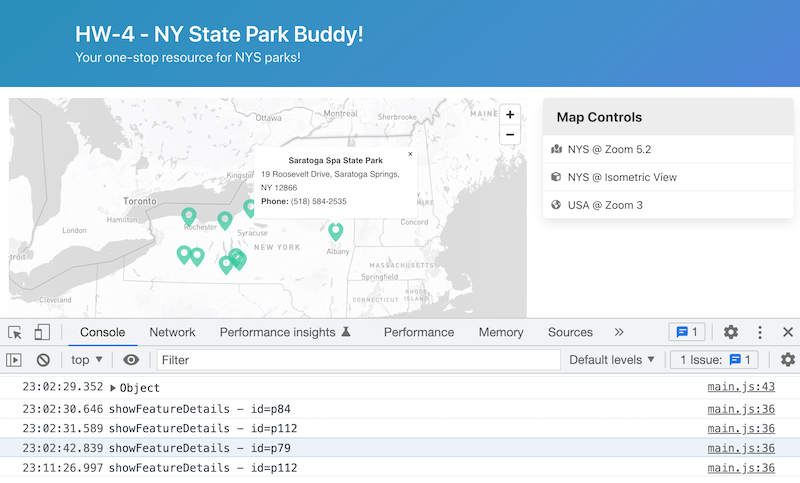 HW-4 - NY State Park Buddy!
Your one-stop resource for NYS parks!
Ottawa
Montreal
Sherbrooke
MAINE
+
−
Kingst
Saratoga Spa State Park
×
19 Roosevelt Drive, Saratoga Springs,
NY 12866
Phone: (518) 584-2535
Toronto
Hamilton
London
Rochester
Syracuse
Concord
NEW YORK
Albany
MASSACHUSETTS
Springfield
CONNECTICUT
RHODE
ISLAND
Cleveland
Map Controls
NYS @ Zoom 5.2
NYS @ Isometric View
USA @ Zoom 3
Console Network Performance insights Performance Memory Sources » 1
top ▼ Filter Default levels ▼ 1 Issue: 1
23:02:29.352 ▶ Object main.js:43
23:02:30.646 showFeatureDetails – id=p84 main.js:36
23:02:31.589 showFeatureDetails – id=p112 main.js:36
23:02:42.839 showFeatureDetails – id=p79 main.js:36
23:11:26.997 showFeatureDetails – id=p112 main.js:36